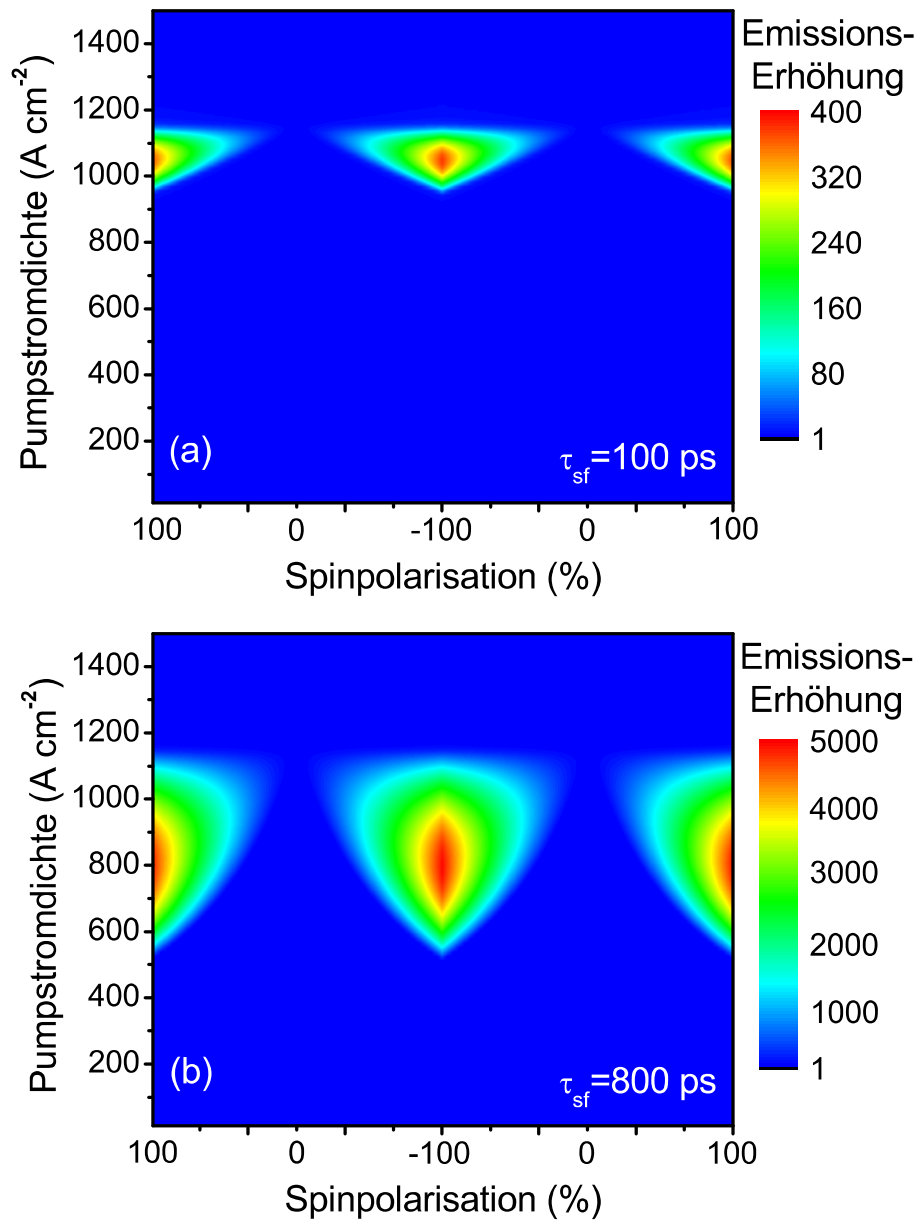 Emissions-
Erhöhung
Pumpstromdichte (A cm⁻²)
1400
1200
1000
800
600
400
200
400
320
240
160
80
1
(a)
τsf=100 ps
100 0 -100 0 100
Spinpolarisation (%)
Emissions-
Erhöhung
Pumpstromdichte (A cm⁻²)
1400
1200
1000
800
600
400
200
5000
4000
3000
2000
1000
1
(b)
τsf=800 ps
100 0 -100 0 100
Spinpolarisation (%)